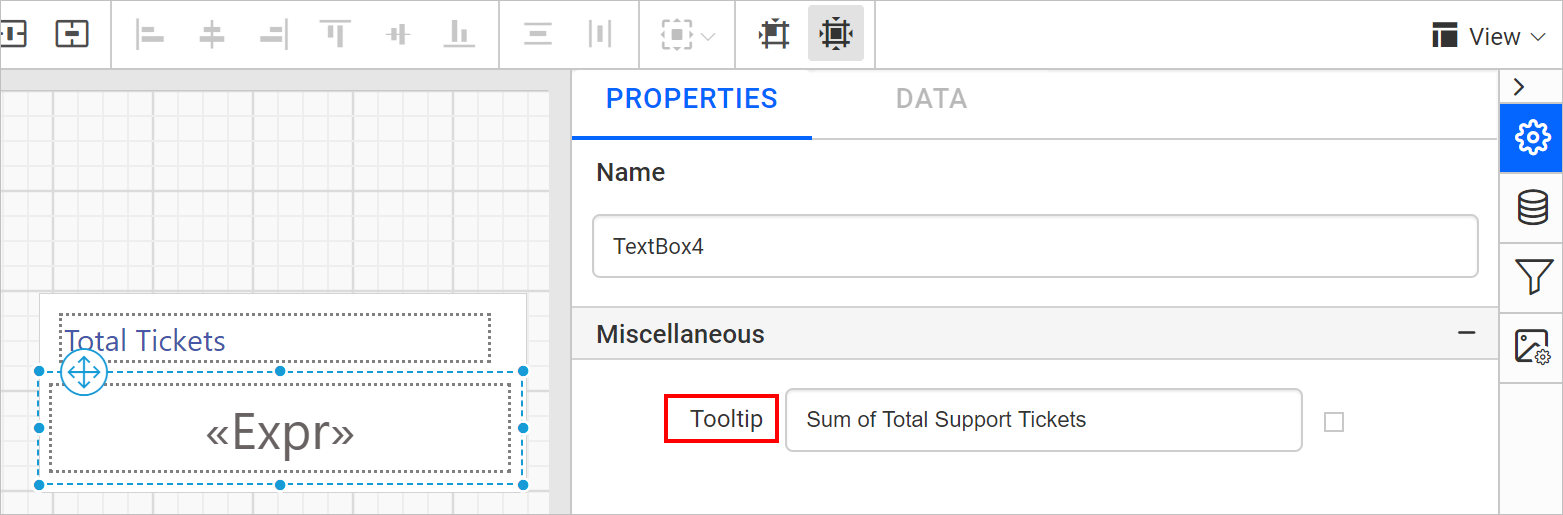 View
PROPERTIES
DATA
Name
TextBox4
Total Tickets
Miscellaneous
«Expr»
Tooltip
Sum of Total Support Tickets